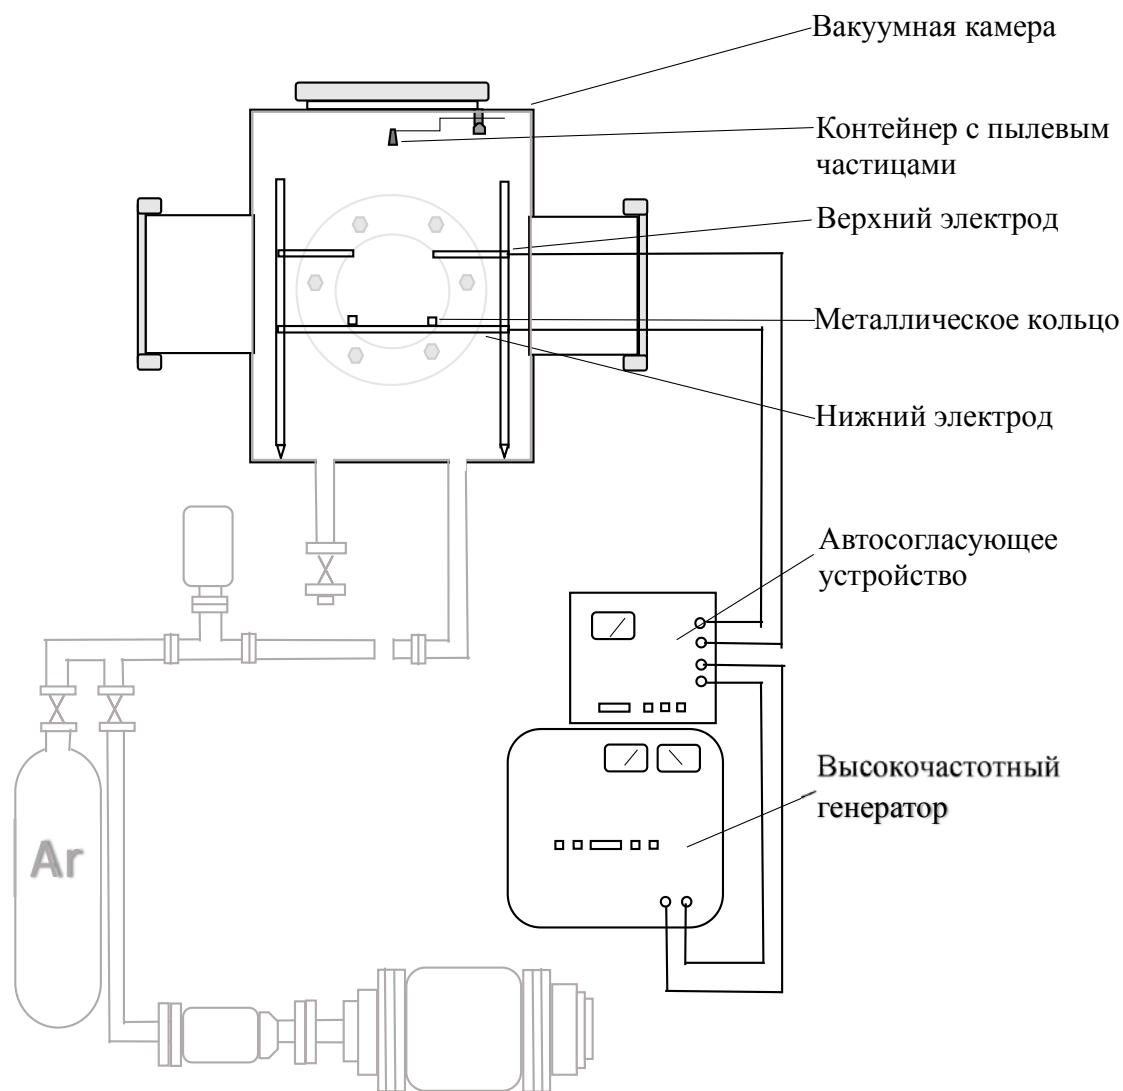 Вакуумная камера
Контейнер с пылевым
частицами
Верхний электрод
Металлическое кольцо
Нижний электрод
Автосогласующее
устройство
Высокочастотный
генератор
Ar